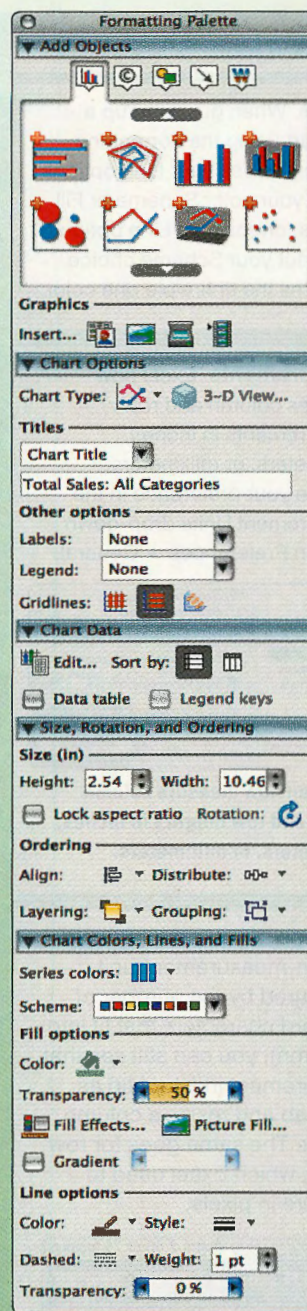 Formatting Palette
Add Objects
Graphics
Insert...
Chart Options
Chart Type: 3-D View...
Titles
Chart Title
Total Sales: All Categories
Other options
Labels: None
Legend: None
Gridlines:
Chart Data
Edit... Sort by:
Data table Legend keys
Size, Rotation, and Ordering
Size (in)
Height: 2.54 Width: 10.46
Lock aspect ratio Rotation:
Ordering
Align: Distribute:
Layering: Grouping:
Chart Colors, Lines, and Fills
Series colors:
Scheme:
Fill options
Color:
Transparency: 50 %
Fill Effects... Picture Fill...
Gradient
Line options
Color: Style:
Dashed: Weight: 1 pt
Transparency: 0 %